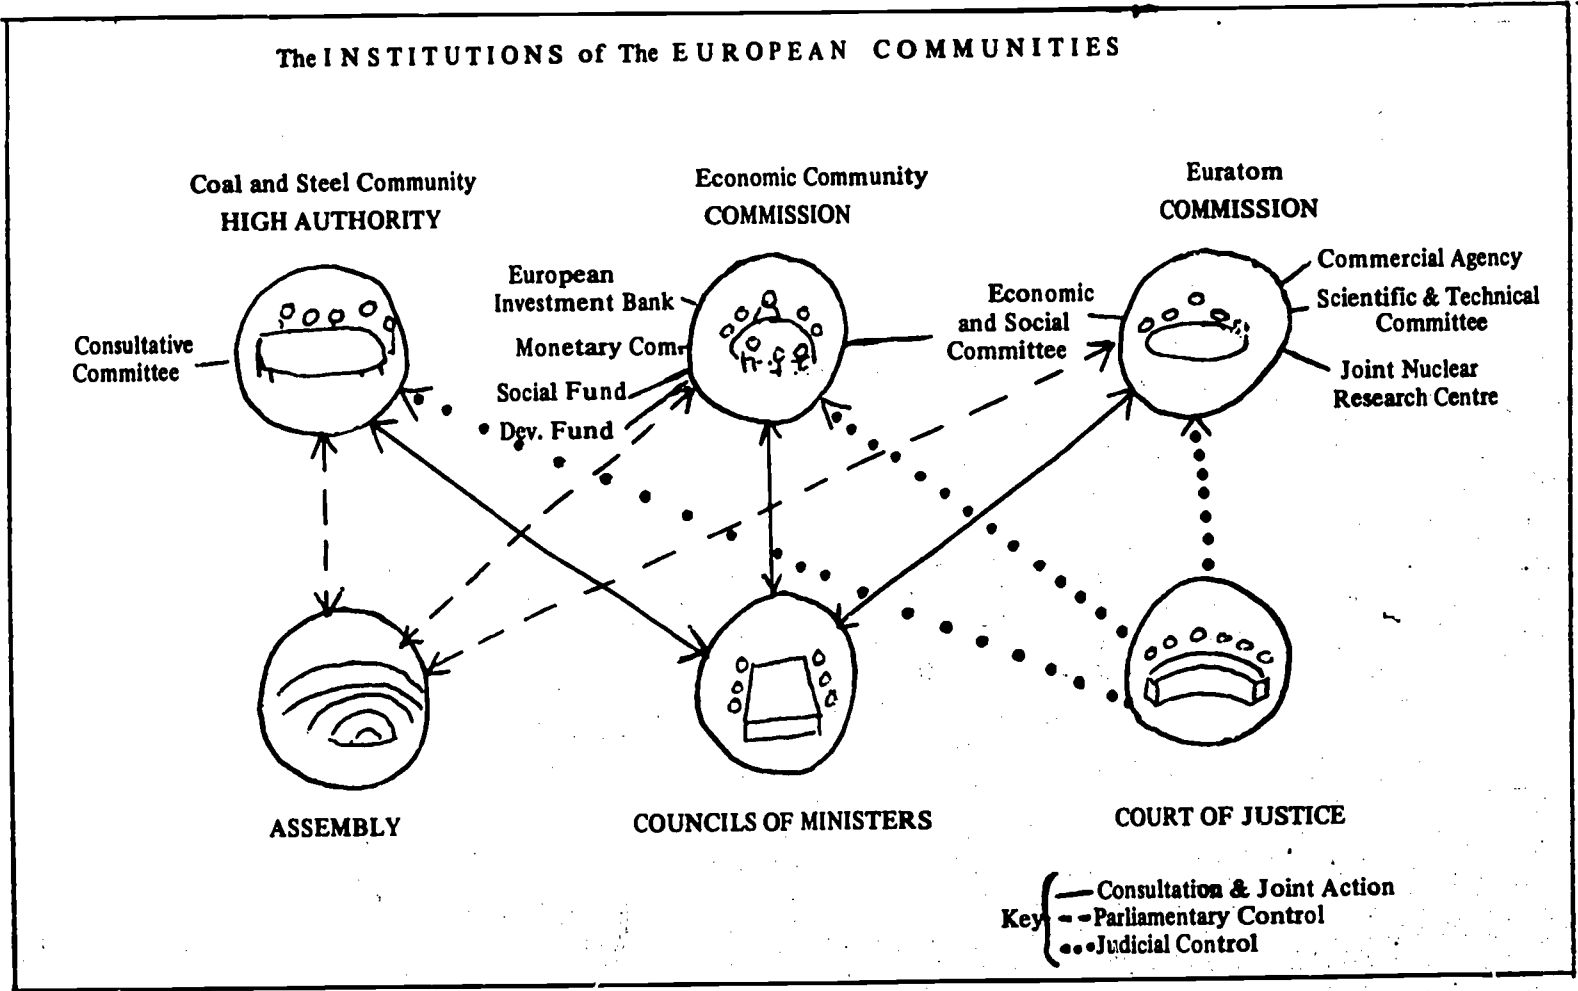 The INSTITUTIONS of The EUROPEAN COMMUNITIES
Coal and Steel Community
HIGH AUTHORITY
Economic Community
COMMISSION
Euratom
COMMISSION
Consultative
Committee
European
Investment Bank
Monetary Com.
Social Fund
Dev. Fund
Economic
and Social
Committee
Commercial Agency
Scientific & Technical
Committee
Joint Nuclear
Research Centre
ASSEMBLY
COUNCILS OF MINISTERS
COURT OF JUSTICE
Key
Consultation & Joint Action
Parliamentary Control
Judicial Control